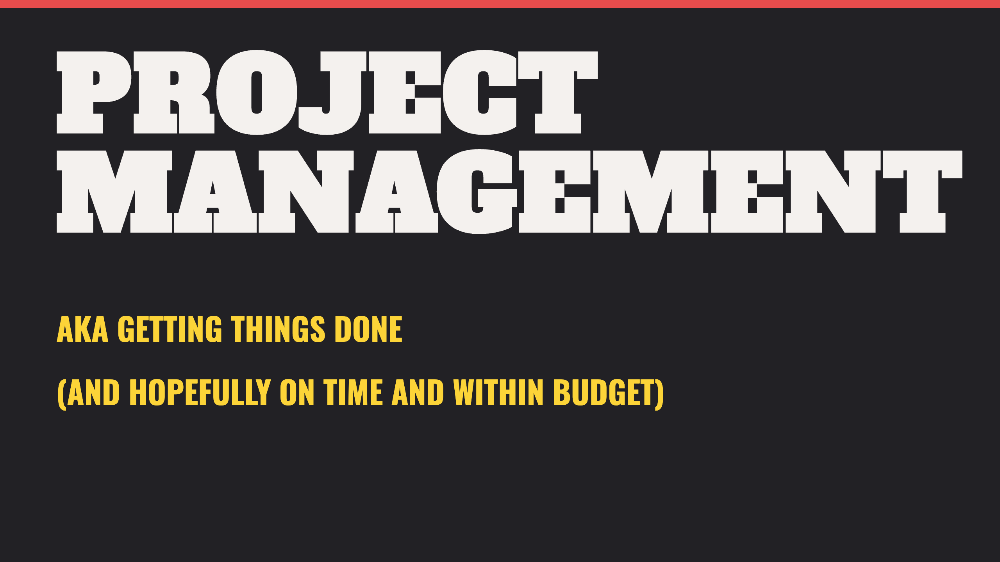 PROJECT
MANAGEMENT
AKA GETTING THINGS DONE
(AND HOPEFULLY ON TIME AND WITHIN BUDGET)